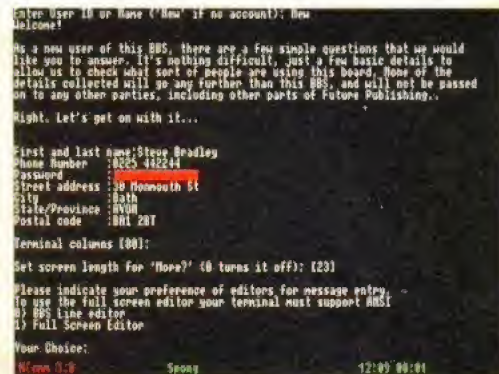 Enter User ID or Name ('New' if no account): New
Welcome!
As a new user of this BBS, there are a few simple questions that we would
like you to answer. It's nothing difficult, just a few basic details to
allow us to check what sort of people are using this board. None of the
details collected will go any further than this BBS, and will not be passed
on to any other parties, including other parts of Future Publishing..
Right. Let's get on with it...
First and last name:Steve Bradley
Phone Number :0225 442244
Password :
Street address :30 Monmouth St
City :Bath
State/Province :AVON
Postal code :BA1 2BT
Terminal columns [80]:
Set screen length for 'More?' (0 turns it off): [23]
Please indicate your preference of editors for message entry.
To use the full screen editor your terminal must support ANSI
0) BBS Line editor
1) Full Screen Editor
Your Choice:
NComm 3.0 Spong 12:09 00:01